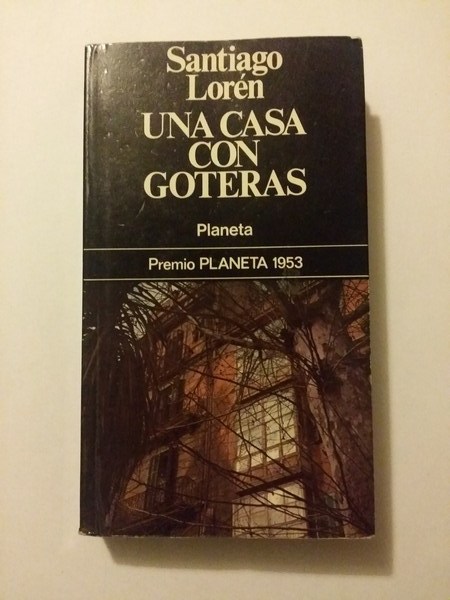 Santiago
Lorén
UNA CASA
CON
GOTERAS
Planeta
Premio PLANETA 1953